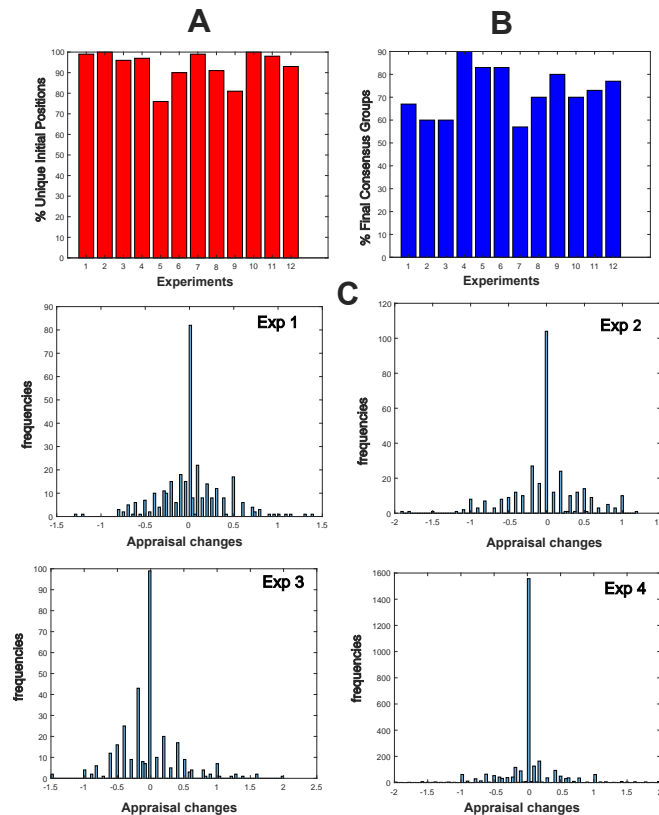 A
B
% Unique Initial Positions
100
90
80
70
60
50
40
30
20
10
0
1 2 3 4 5 6 7 8 9 10 11 12
Experiments
% Final Consensus Groups
90
80
70
60
50
40
30
20
10
0
1 2 3 4 5 6 7 8 9 10 11 12
Experiments
C
Exp 1
frequencies
90
80
70
60
50
40
30
20
10
0
-1.5 -1 -0.5 0 0.5 1 1.5
Appraisal changes
Exp 2
frequencies
120
100
80
60
40
20
0
-2 -1.5 -1 -0.5 0 0.5 1
Appraisal changes
Exp 3
frequencies
100
90
80
70
60
50
40
30
20
10
0
-1.5 -1 -0.5 0 0.5 1 1.5 2 2.5
Appraisal changes
Exp 4
frequencies
1600
1400
1200
1000
800
600
400
200
0
-2 -1.5 -1 -0.5 0 0.5 1 1.5
Appraisal changes